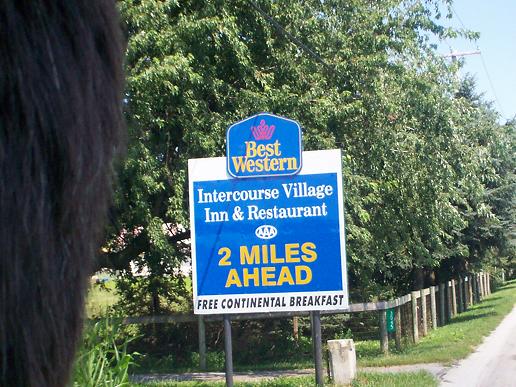 Best
Western
Intercourse Village
Inn & Restaurant
AAA
2 MILES
AHEAD
FREE CONTINENTAL BREAKFAST